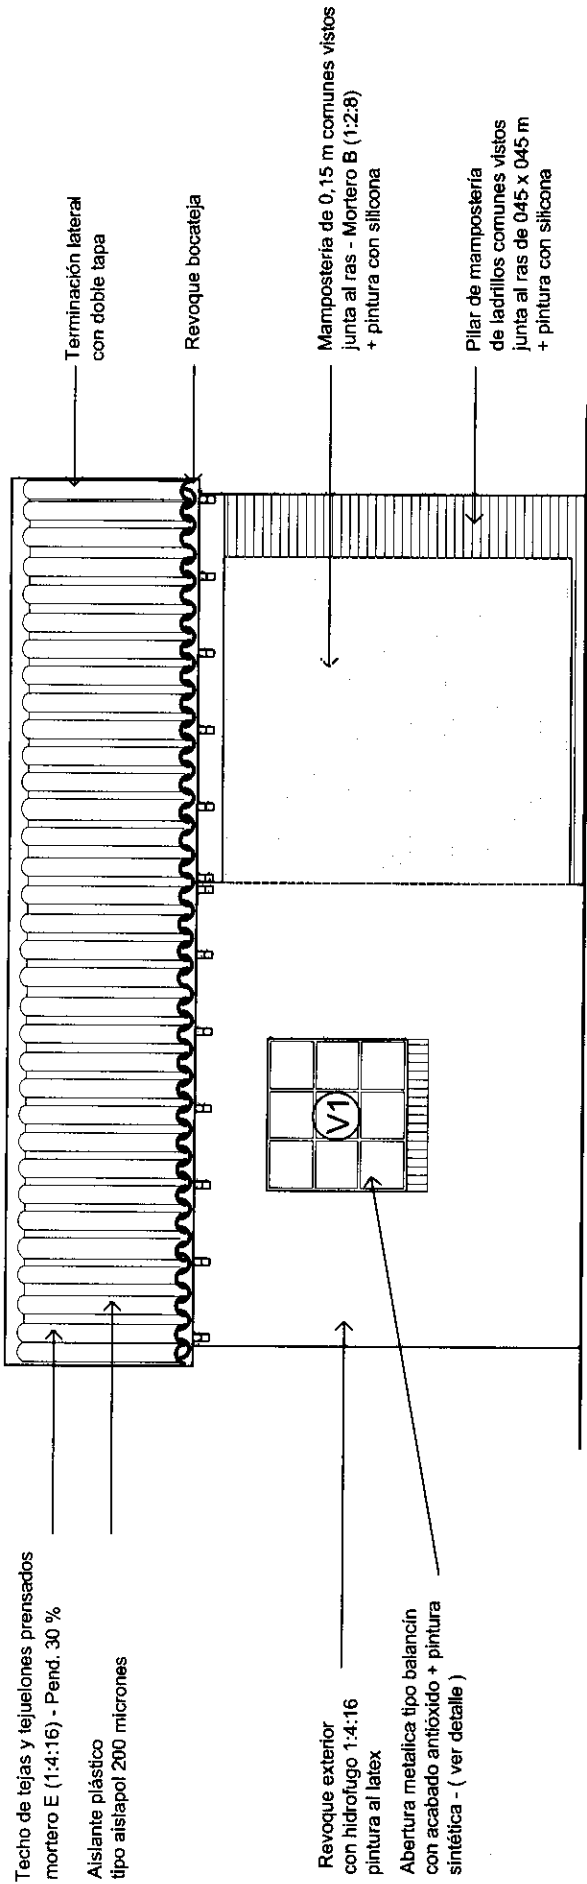 Techo de tejas y tejuelones prensados
mortero E (1:4:16) - Pend. 30 %
Aislante plástico
tipo aislapol 200 micrones
Revoque exterior
con hidrofugo 1:4:16
pintura al latex
Abertura metalica tipo balancín
con acabado antióxido + pintura
sintética - ( ver detalle )
V1
Terminación lateral
con doble tapa
Revoque bocateja
Mampostería de 0,15 m comunes vistos
junta al ras - Mortero B (1:2:8)
+ pintura con silicona
Pilar de mampostería
de ladrillos comunes vistos
junta al ras de 045 x 045 m
+ pintura con silicona